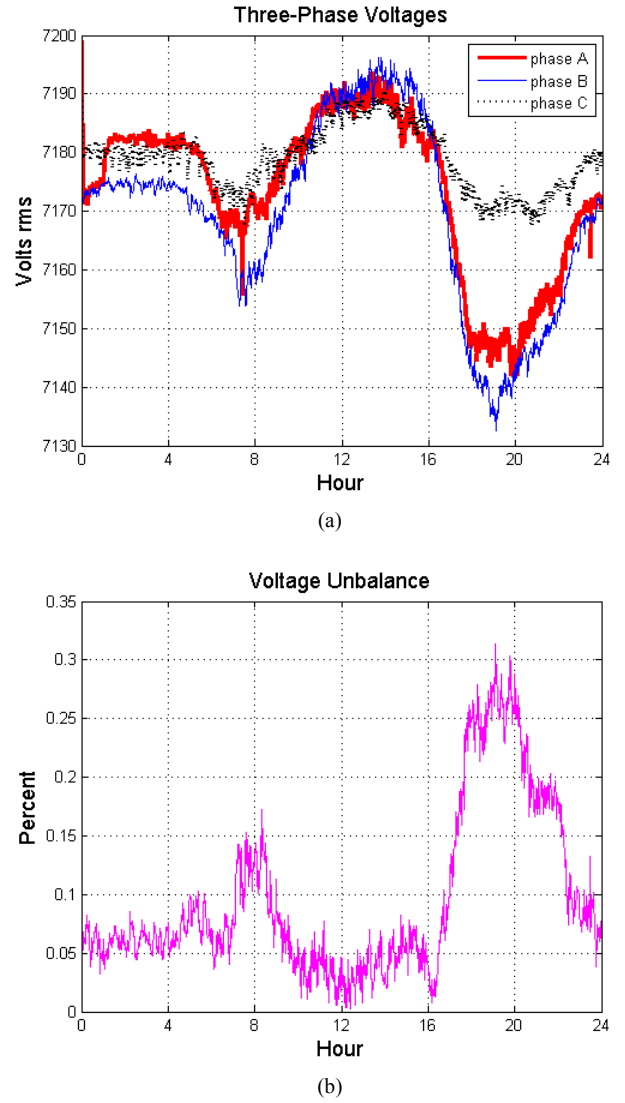 Three-Phase Voltages
7200
7190
7180
7170
7160
7150
7140
7130
Volts rms
phase A
phase B
phase C
0 4 8 12 16 20 24
Hour
(a)
Voltage Unbalance
0.35
0.3
0.25
0.2
0.15
0.1
0.05
0
Percent
0 4 8 12 16 20 24
Hour
(b)